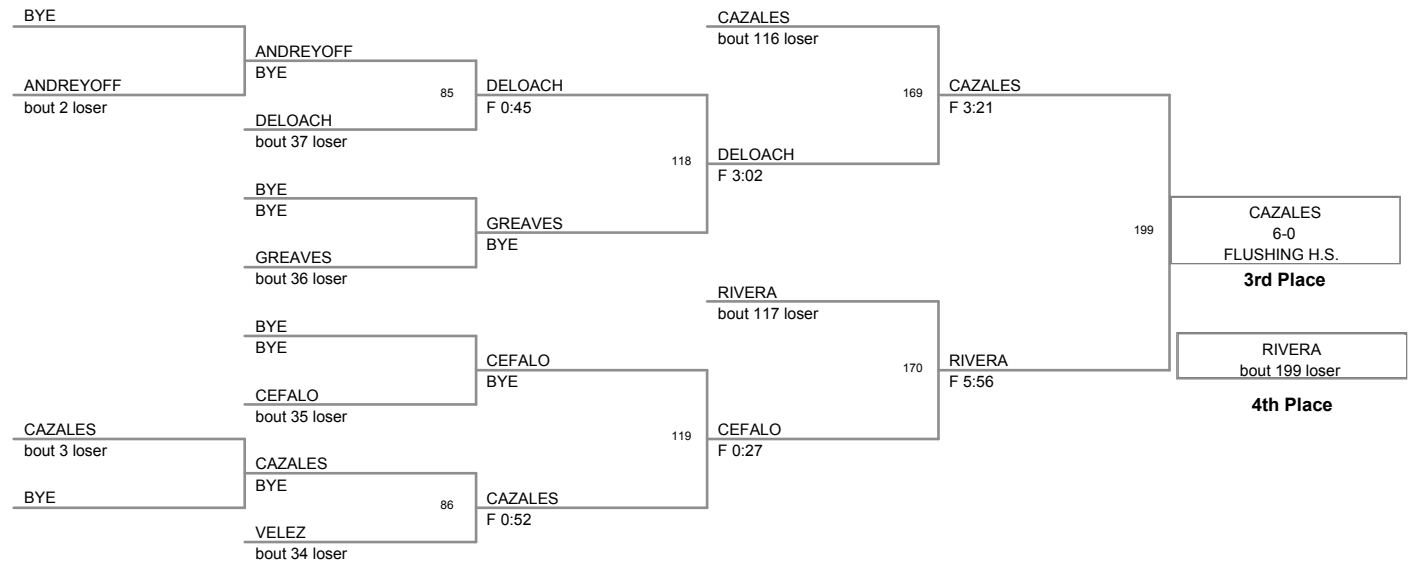 BYE
ANDREYOFF
bout 2 loser
CAZALES
bout 3 loser
BYE
ANDREYOFF
BYE
85
DELOACH
bout 37 loser
BYE
BYE
GREAVES
bout 36 loser
BYE
BYE
CEFALO
bout 35 loser
CAZALES
BYE
86
VELEZ
bout 34 loser
DELOACH
F 0:45
118
GREAVES
BYE
CEFALO
BYE
119
CAZALES
F 0:52
CAZALES
bout 116 loser
169
DELOACH
F 3:02
RIVERA
bout 117 loser
170
CEFALO
F 0:27
CAZALES
F 3:21
199
RIVERA
F 5:56
CAZALES
6-0
FLUSHING H.S.
3rd Place
RIVERA
bout 199 loser
4th Place